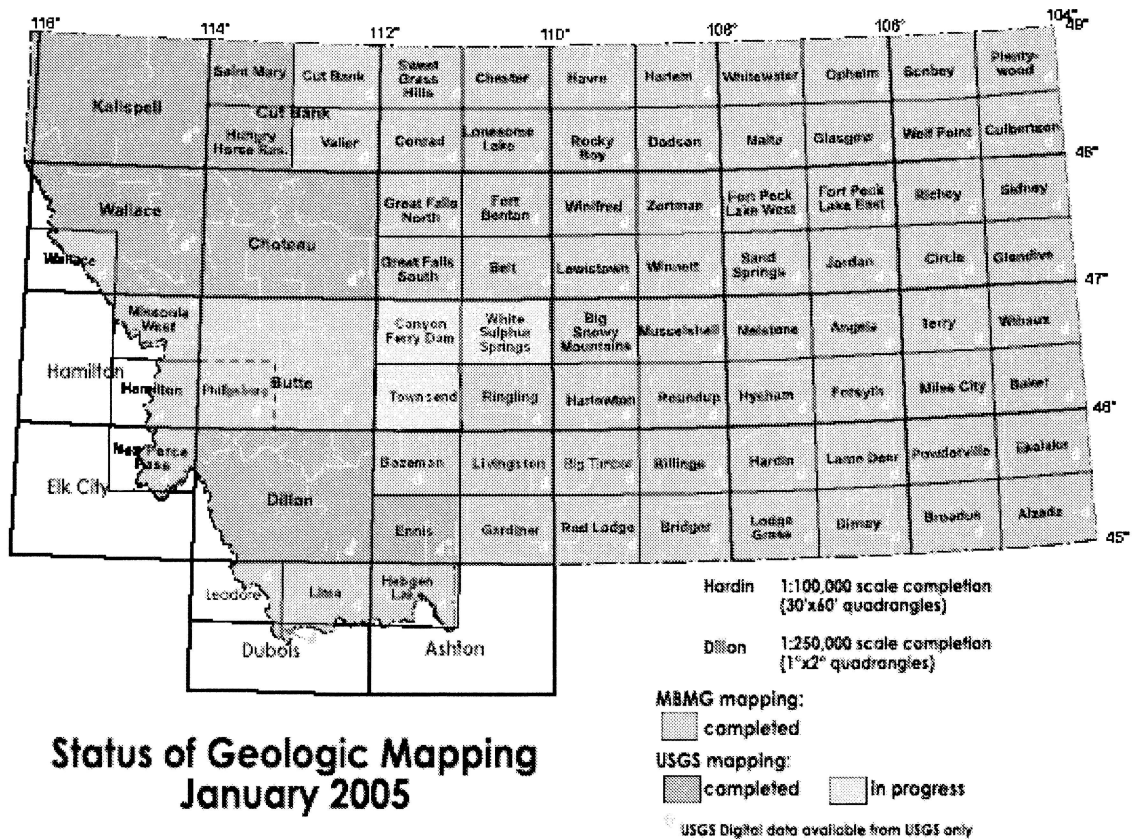 116° 114° 112° 110° 108° 106° 104°
49°
Saint Mary Cut Bank Sweet Grass Hills Chester Havre Harlem Whitewater Opheim Scobey Plenty-wood
Kalispell Cut Bank
Hungry Horse Res. Valier Conrad Lonesome Lake Rocky Boy Dodson Malta Glasgow Wolf Point Culbertson
48°
Wallace Choteau
Great Falls North Fort Benton Winifred Zortman Fort Peck Lake West Fort Peck Lake East Richey Sidney
Wallace
Great Falls South Belt Lewistown Winnett Sand Springs Jordan Circle Glendive
47°
Missoula West Canyon Ferry Dam White Sulphur Springs Big Snowy Mountains Musselshell Melstone Angela Terry Wibaux
Hamilton Butte
Hamilton Philipsburg Townsend Ringling Harlowton Roundup Hysham Forsyth Miles City Baker
46°
Nez Perce Pass Bozeman Livingston Big Timber Billings Hardin Lame Deer Powderville Ekalaka
Elk City Dillon
Ennis Gardiner Red Lodge Bridger Lodge Grass Birney Broadus Alzada
45°
Leadore Lima Hebgen Lake
Dubois Ashton
Hardin 1:100,000 scale completion
(30'x60' quadrangles)
Dillon 1:250,000 scale completion
(1°x2° quadrangles)
MBMG mapping:
completed
USGS mapping:
completed in progress
USGS Digital data available from USGS only
Status of Geologic Mapping
January 2005